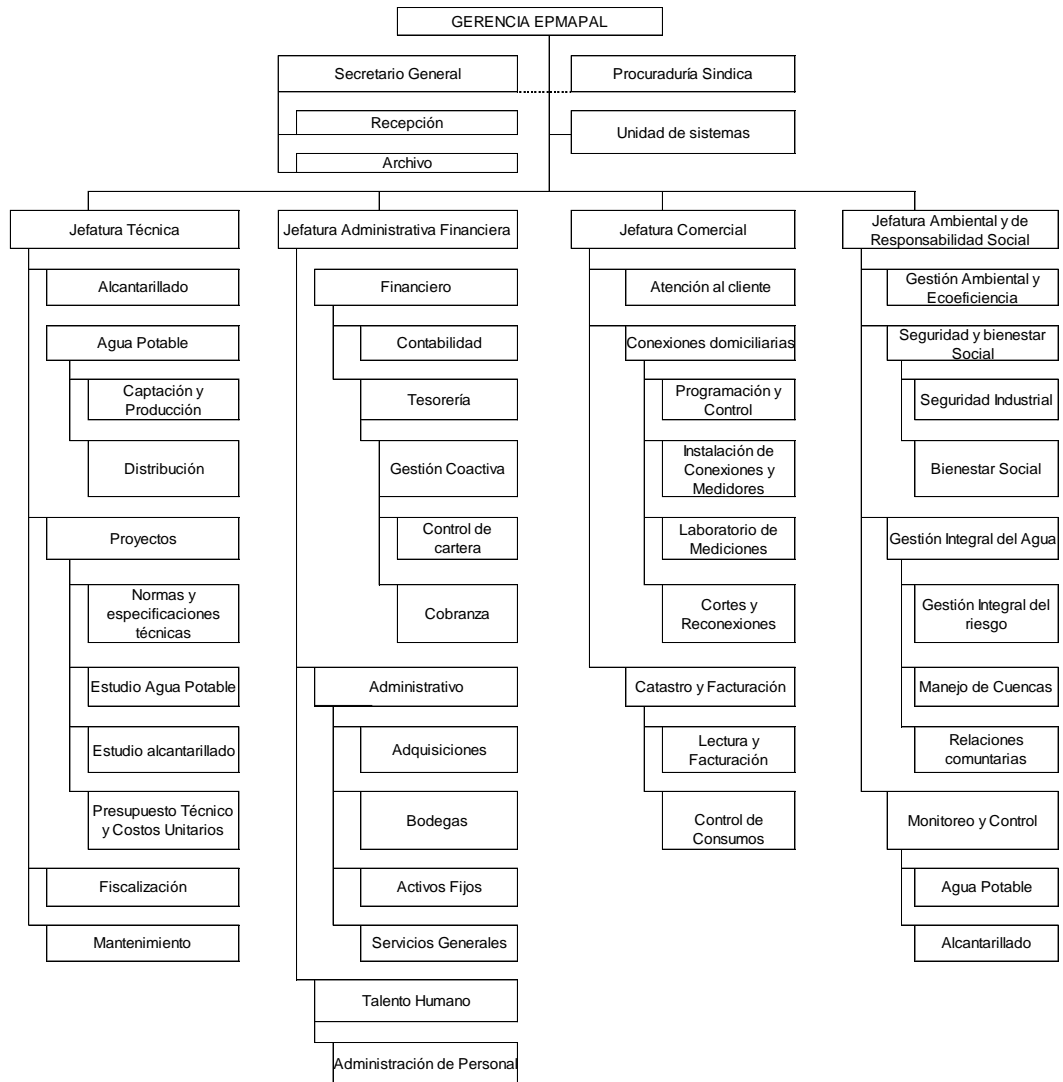 GERENCIA EPMAPAL
Secretario General
Procuraduría Sindica
Recepción
Unidad de sistemas
Archivo
Jefatura Técnica
Alcantarillado
Agua Potable
Captación y
Producción
Distribución
Proyectos
Normas y
especificaciones
técnicas
Estudio Agua Potable
Estudio alcantarillado
Presupuesto Técnico
y Costos Unitarios
Fiscalización
Mantenimiento
Jefatura Administrativa Financiera
Financiero
Contabilidad
Tesorería
Gestión Coactiva
Control de
cartera
Cobranza
Administrativo
Adquisiciones
Bodegas
Activos Fijos
Servicios Generales
Talento Humano
Administración de Personal
Jefatura Comercial
Atención al cliente
Conexiones domiciliarias
Programación y
Control
Instalación de
Conexiones y
Medidores
Laboratorio de
Mediciones
Cortes y
Reconexiones
Catastro y Facturación
Lectura y
Facturación
Control de
Consumos
Jefatura Ambiental y de
Responsabilidad Social
Gestión Ambiental y
Ecoeficiencia
Seguridad y bienestar
Social
Seguridad Industrial
Bienestar Social
Gestión Integral del Agua
Gestión Integral del
riesgo
Manejo de Cuencas
Relaciones
comuntarias
Monitoreo y Control
Agua Potable
Alcantarillado